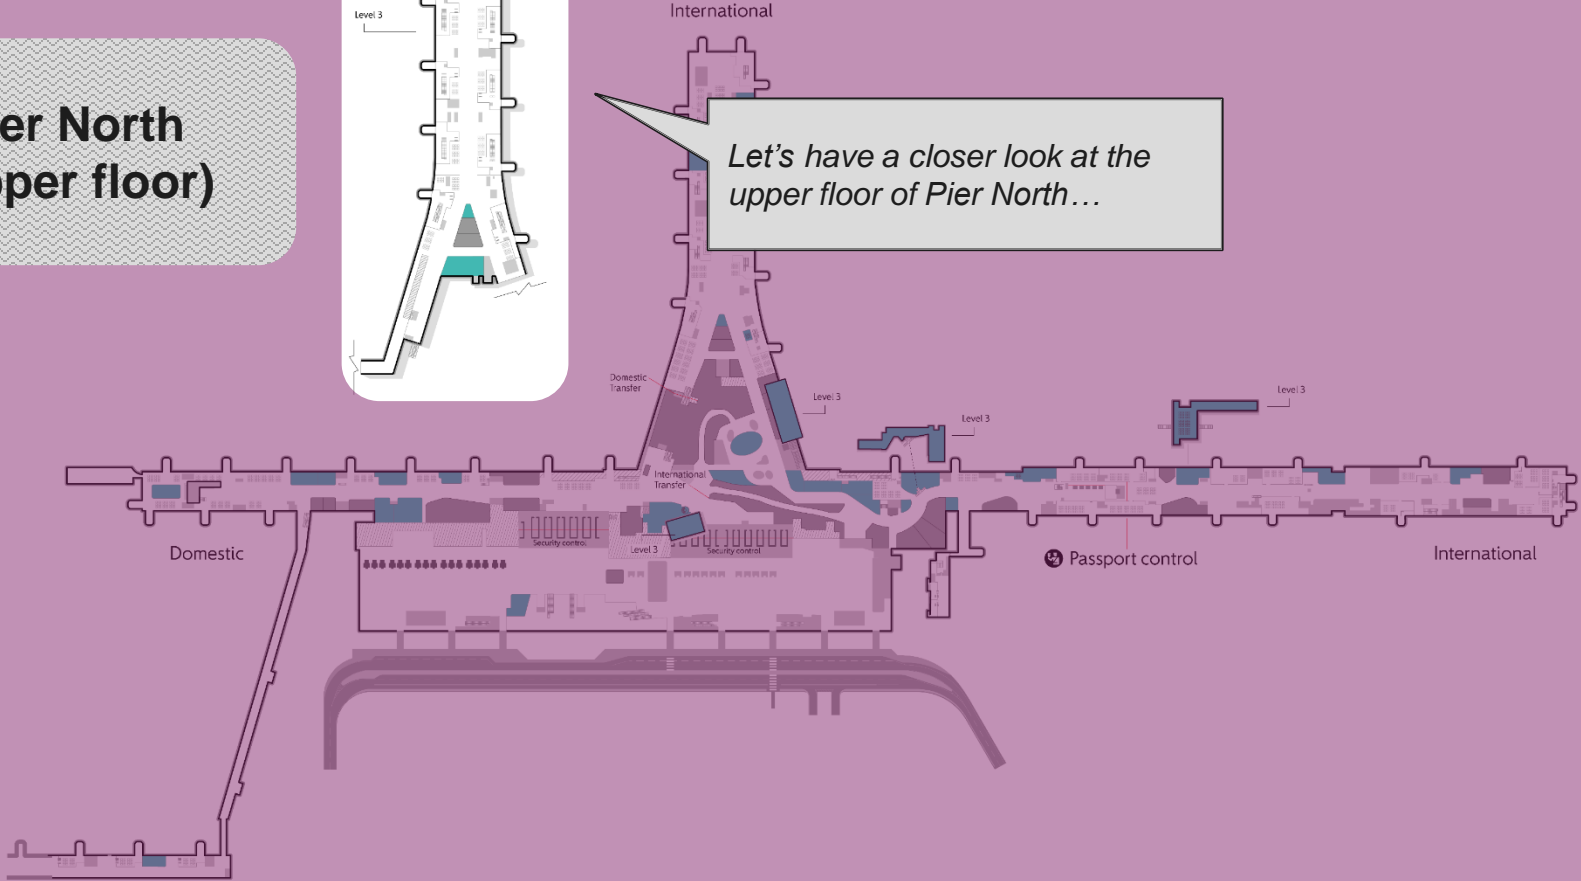 Level 3
International
er North
pper floor)
Let’s have a closer look at the
upper floor of Pier North…
Domestic
Transfer
Level 3
Level 3
Level 3
International
Transfer
Security control
Level 3
Security control
Domestic
Passport control
International